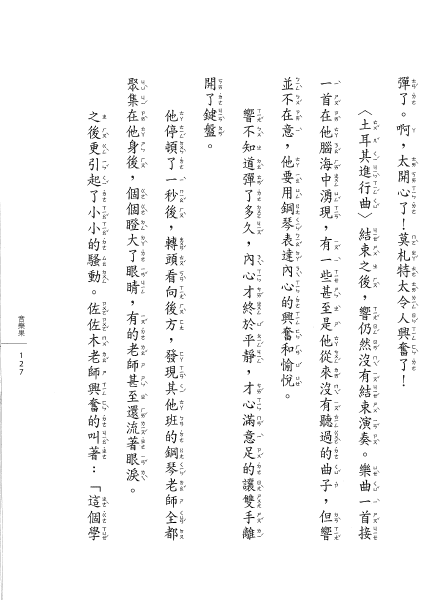 彈了。啊，太開心了！莫札特太令人興奮了！
〈土耳其進行曲〉結束之後，響仍然沒有結束演奏。樂曲一首接
一首在他腦海中湧現，有一些甚至是他從來沒有聽過的曲子，但響
並不在意，他要用鋼琴表達內心的興奮和愉悅。
響不知道彈了多久，內心才終於平靜，才心滿意足的讓雙手離
開了鍵盤。
他停頓了一秒後，轉頭看向後方，發現其他班的鋼琴老師全都
聚集在他身後，個個瞪大了眼睛，有的老師甚至還流著眼淚。
之後更引起了小小的騷動。佐佐木老師興奮的叫著：「這個學
音樂果
127